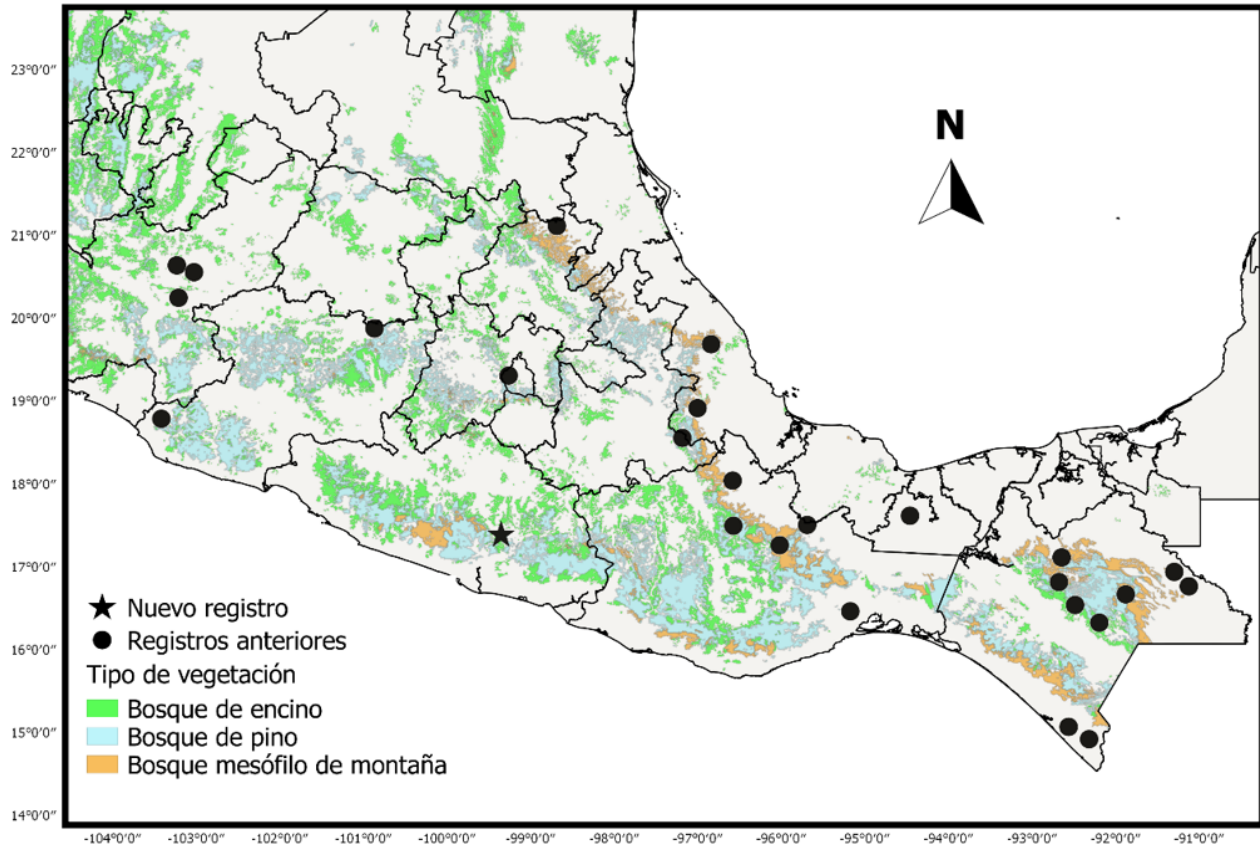 23°0'0"
22°0'0"
21°0'0"
20°0'0"
19°0'0"
18°0'0"
17°0'0"
16°0'0"
15°0'0"
14°0'0"
N
Nuevo registro
Registros anteriores
Tipo de vegetación
Bosque de encino
Bosque de pino
Bosque mesófilo de montaña
-104°0'0" -103°0'0" -102°0'0" -101°0'0" -100°0'0" -99°0'0" -98°0'0" -97°0'0" -96°0'0" -95°0'0" -94°0'0" -93°0'0" -92°0'0" -91°0'0"